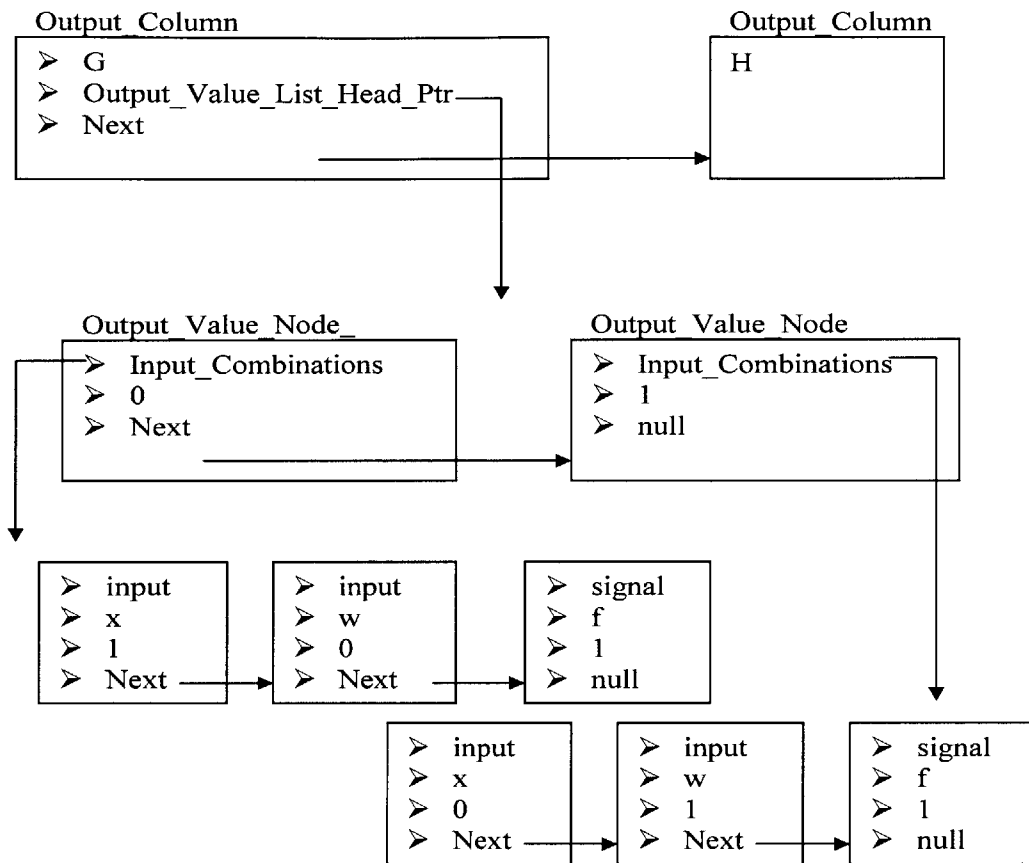 Output_Column
➢ G
➢ Output_Value_List_Head_Ptr
➢ Next
Output_Column
H
Output_Value_Node_
➢ Input_Combinations
➢ 0
➢ Next
Output_Value_Node
➢ Input_Combinations
➢ 1
➢ null
➢ input
➢ x
➢ 1
➢ Next
➢ input
➢ w
➢ 0
➢ Next
➢ signal
➢ f
➢ 1
➢ null
➢ input
➢ x
➢ 0
➢ Next
➢ input
➢ w
➢ 1
➢ Next
➢ signal
➢ f
➢ 1
➢ null